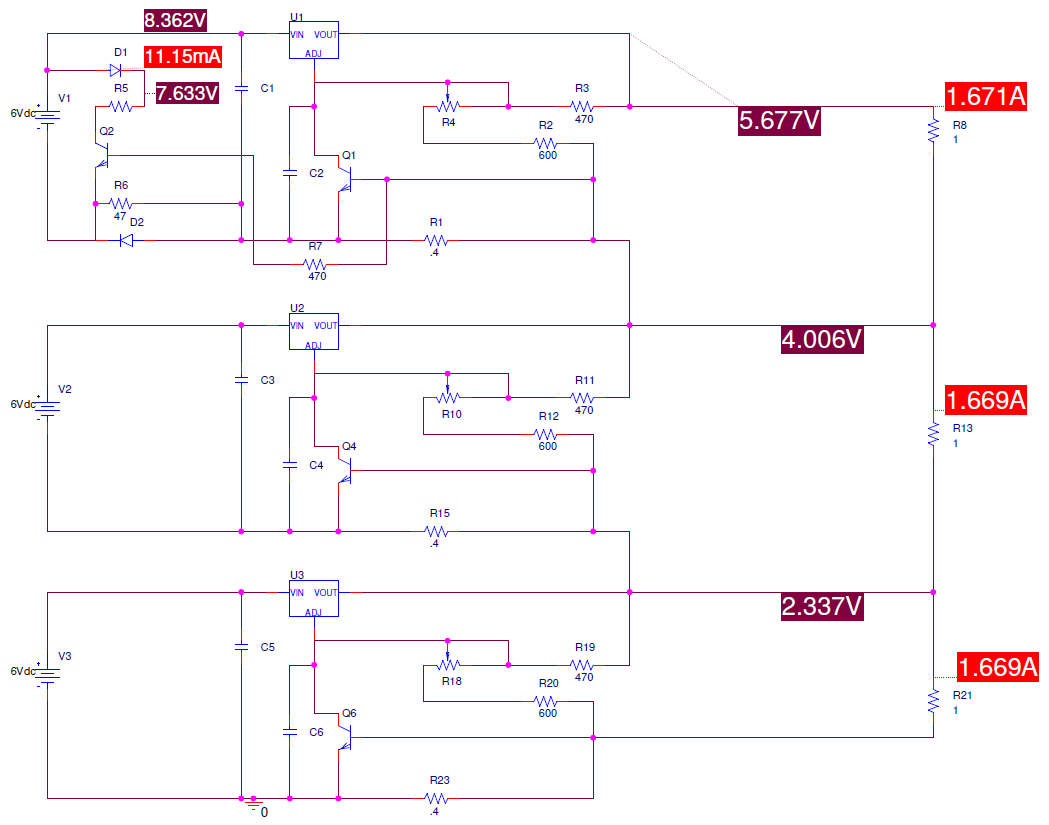 8.362V
U1
VIN VOUT
ADJ
D1
11.15mA
R5
7.633V
V1
6Vdc
C1
Q2
R4
R3
470
R2
600
5.677V
1.671A
R8
1
Q1
C2
R6
47
D2
R1
.4
R7
470
U2
VIN VOUT
ADJ
4.006V
V2
6Vdc
C3
R10
R11
470
R12
600
1.669A
R13
1
Q4
C4
R15
.4
U3
VIN VOUT
ADJ
2.337V
V3
6Vdc
C5
R18
R19
470
R20
600
1.669A
R21
1
Q6
C6
R23
.4
0